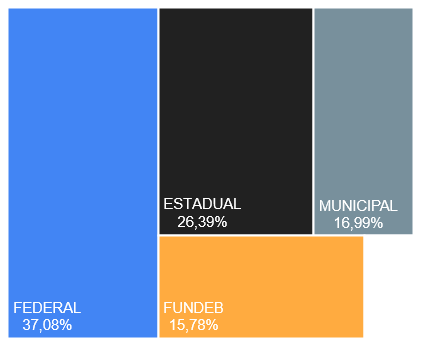 ESTADUAL
26,39%
MUNICIPAL
16,99%
FEDERAL
37,08%
FUNDEB
15,78%